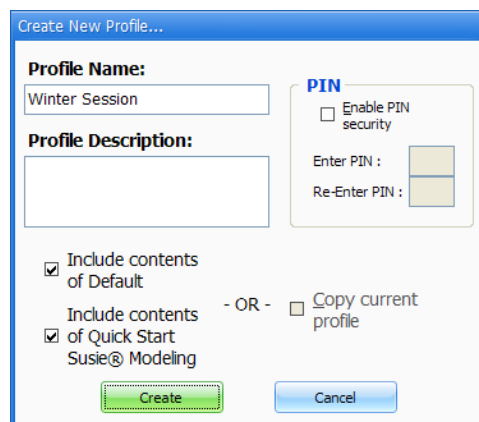 Create New Profile...
Profile Name:
Winter Session
Profile Description:
PIN
Enable PIN
security
Enter PIN :
Re-Enter PIN :
Include contents
of Default
Include contents
of Quick Start
Susie® Modeling
- OR -
Copy current
profile
Create
Cancel